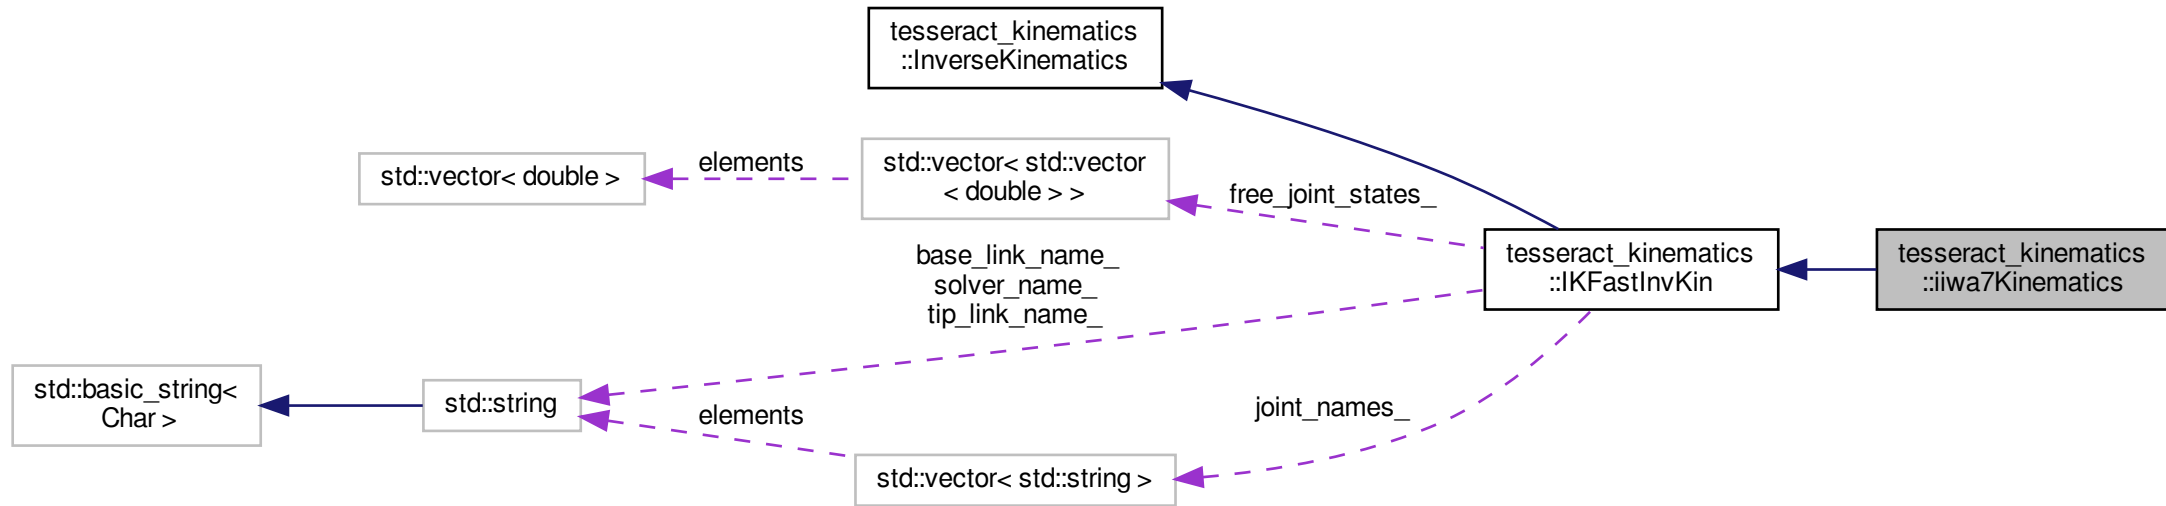 tesseract_kinematics
::InverseKinematics
std::vector< double >
elements
std::vector< std::vector
< double > >
free_joint_states_
base_link_name_
solver_name_
tip_link_name_
tesseract_kinematics
::IKFastInvKin
tesseract_kinematics
::iiwa7Kinematics
std::basic_string<
Char >
std::string
elements
joint_names_
std::vector< std::string >